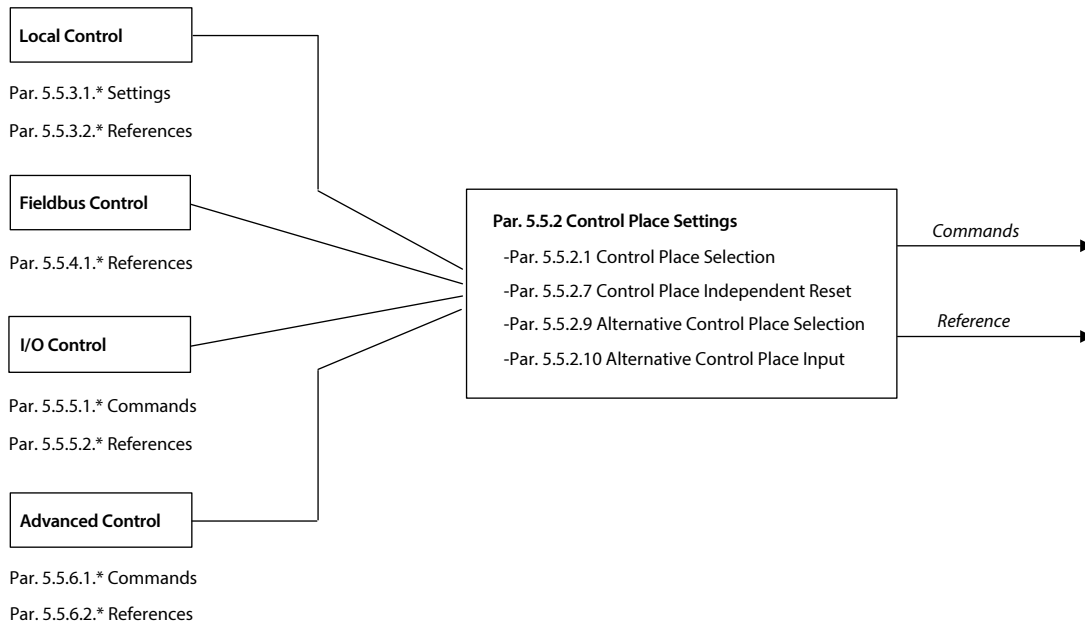 Local Control
Par. 5.5.3.1.* Settings
Par. 5.5.3.2.* References
Fieldbus Control
Par. 5.5.4.1.* References
I/O Control
Par. 5.5.5.1.* Commands
Par. 5.5.5.2.* References
Advanced Control
Par. 5.5.6.1.* Commands
Par. 5.5.6.2.* References
Par. 5.5.2 Control Place Settings
-Par. 5.5.2.1 Control Place Selection
-Par. 5.5.2.7 Control Place Independent Reset
-Par. 5.5.2.9 Alternative Control Place Selection
-Par. 5.5.2.10 Alternative Control Place Input
Commands
Reference